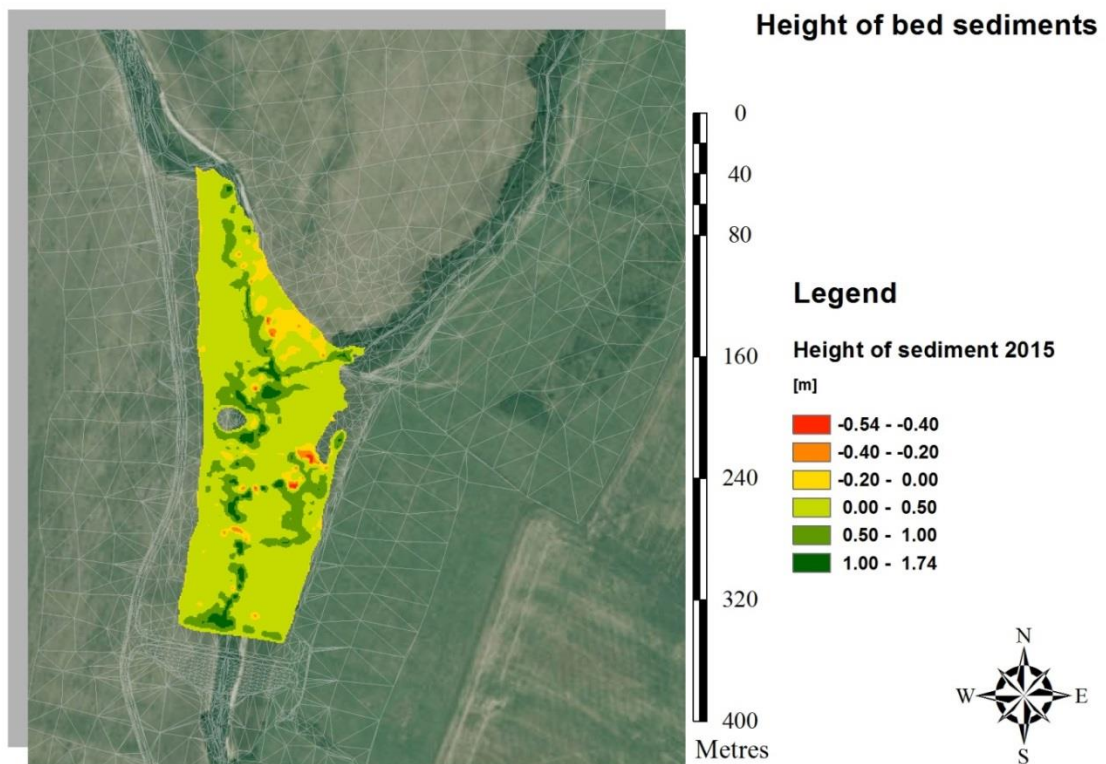 Height of bed sediments
0
40
80
160
240
320
400
Metres
Legend
Height of sediment 2015
[m]
-0.54 - -0.40
-0.40 - -0.20
-0.20 - 0.00
0.00 - 0.50
0.50 - 1.00
1.00 - 1.74
N
W E
S